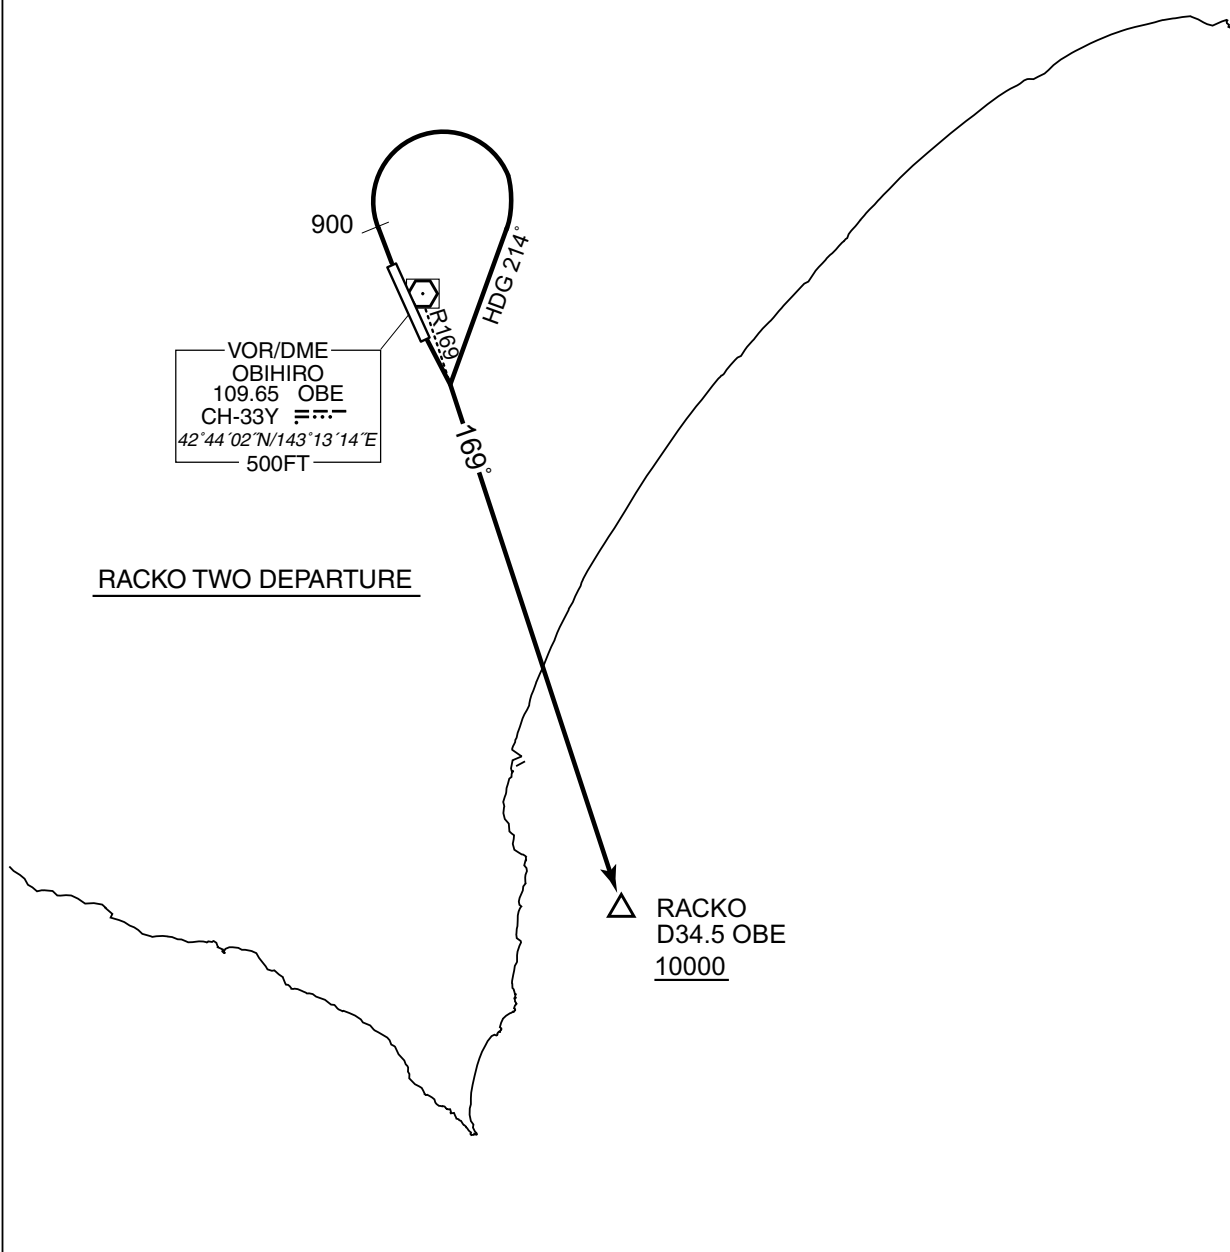 900
HDG 214°
R169
VOR/DME
OBIHIRO
109.65 OBE
CH-33Y
42°44´02˝N/143°13´14˝E
500FT
169°
RACKO TWO DEPARTURE
RACKO
D34.5 OBE
10000